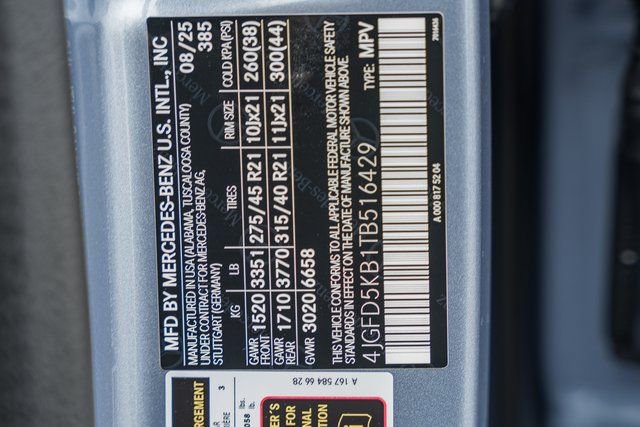 MFD BY MERCEDES-BENZ U.S. INTL., INC
MANUFACTURED IN USA (ALABAMA, TUSCALOOSA COUNTY) 08/25
UNDER CONTRACT FOR MERCEDES-BENZ AG, 385
STUTTGART (GERMANY)
KG LB TIRES RIM SIZE COLD KPA(PSI)
GAWR FRONT 1520 3351 275/45 R21 10Jx21 260(38)
GAWR REAR 1710 3770 315/40 R21 11Jx21 300(44)
GVWR 3020 6658
THIS VEHICLE CONFORMS TO ALL APPLICABLE FEDERAL MOTOR VEHICLE SAFETY
STANDARDS IN EFFECT ON THE DATE OF MANUFACTURE SHOWN ABOVE.
4JGFD5KB1TB516429 TYPE: MPV
A 000 817 52 04
A 167 584 66 28
3
lbs.
lb.